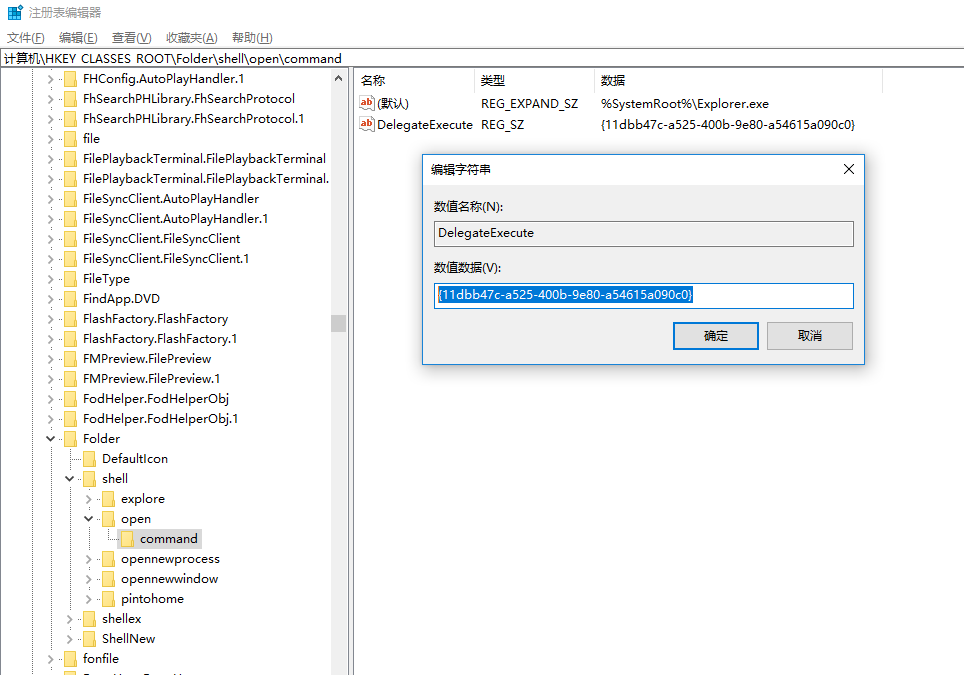 注册表编辑器
文件(F) 编辑(E) 查看(V) 收藏夹(A) 帮助(H)
计算机\HKEY_CLASSES_ROOT\Folder\shell\open\command
FHConfig.AutoPlayHandler.1
FhSearchPHLibrary.FhSearchProtocol
FhSearchPHLibrary.FhSearchProtocol.1
file
FilePlaybackTerminal.FilePlaybackTerminal
FilePlaybackTerminal.FilePlaybackTerminal.
FileSyncClient.AutoPlayHandler
FileSyncClient.AutoPlayHandler.1
FileSyncClient.FileSyncClient
FileSyncClient.FileSyncClient.1
FileType
FindApp.DVD
FlashFactory.FlashFactory
FlashFactory.FlashFactory.1
FMPreview.FilePreview
FMPreview.FilePreview.1
FodHelper.FodHelperObj
FodHelper.FodHelperObj.1
Folder
DefaultIcon
shell
explore
open
command
opennewprocess
opennewwindow
pintohome
shellex
ShellNew
fonfile
名称 类型 数据
ab (默认) REG_EXPAND_SZ %SystemRoot%\Explorer.exe
ab DelegateExecute REG_SZ {11dbb47c-a525-400b-9e80-a54615a090c0}
编辑字符串
数值名称(N):
DelegateExecute
数值数据(V):
{11dbb47c-a525-400b-9e80-a54615a090c0}
确定 取消